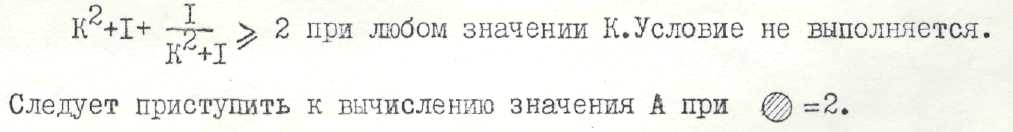 К²+I+ I/К²+I ⩾ 2 при любом значении К.Условие не выполняется.
Следует приступить к вычислению значения А при ▨ =2.